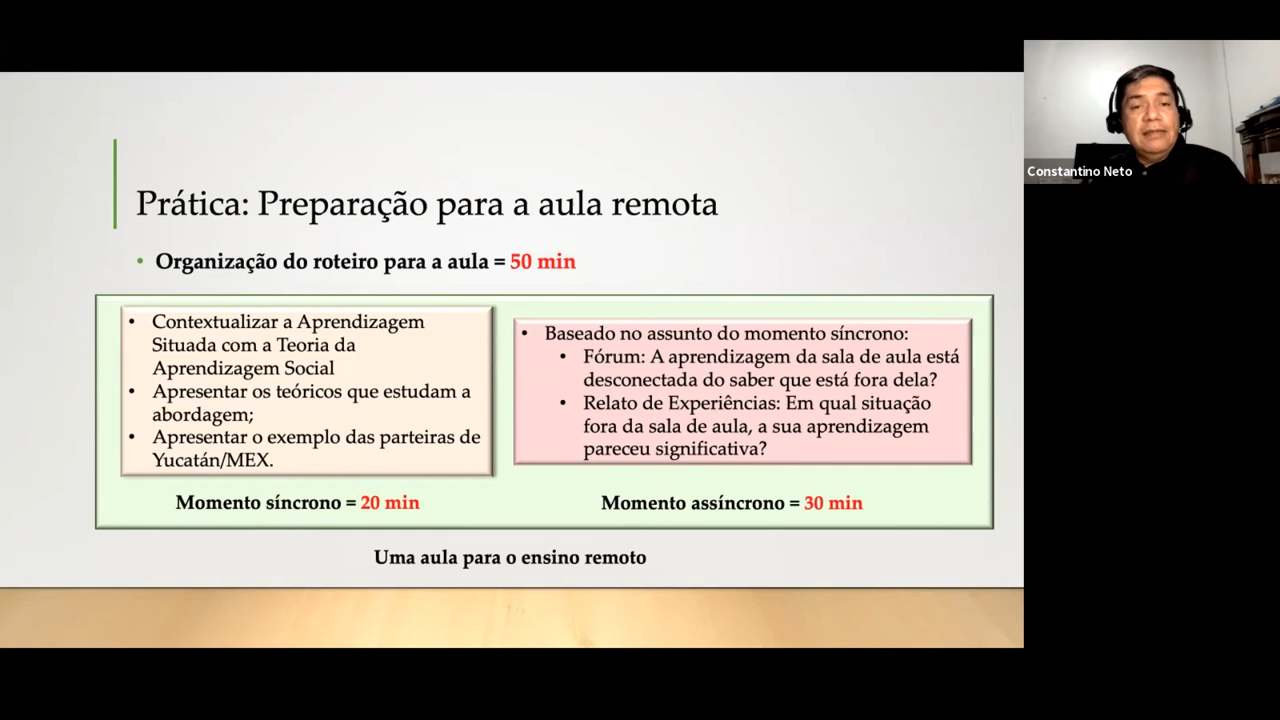 Prática: Preparação para a aula remota
• Organização do roteiro para a aula = 50 min
• Contextualizar a Aprendizagem
Situada com a Teoria da
Aprendizagem Social
• Apresentar os teóricos que estudam a
abordagem;
• Apresentar o exemplo das parteiras de
Yucatán/MEX.
Momento síncrono = 20 min
• Baseado no assunto do momento síncrono:
• Fórum: A aprendizagem da sala de aula está
desconectada do saber que está fora dela?
• Relato de Experiências: Em qual situação
fora da sala de aula, a sua aprendizagem
pareceu significativa?
Momento assíncrono = 30 min
Uma aula para o ensino remoto
Constantino Neto